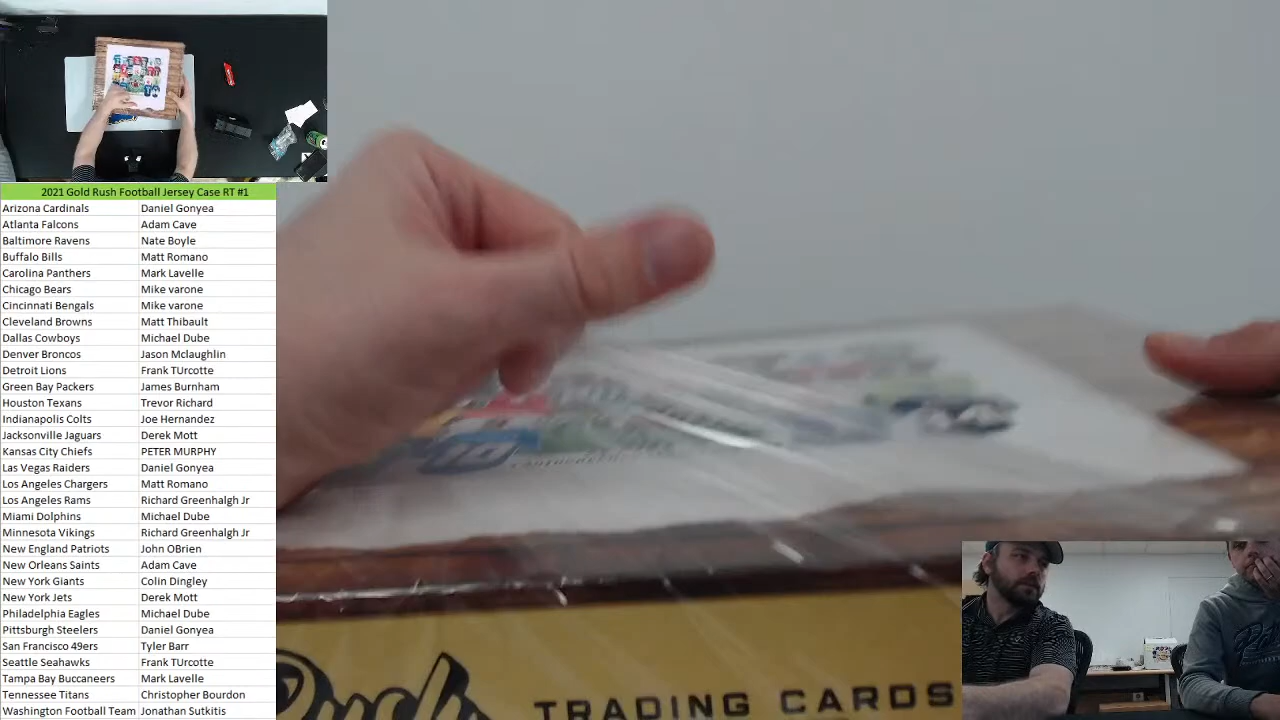 2021 Gold Rush Football Jersey Case RT #1
Arizona Cardinals Daniel Gonyea
Atlanta Falcons Adam Cave
Baltimore Ravens Nate Boyle
Buffalo Bills Matt Romano
Carolina Panthers Mark Lavelle
Chicago Bears Mike varone
Cincinnati Bengals Mike varone
Cleveland Browns Matt Thibault
Dallas Cowboys Michael Dube
Denver Broncos Jason Mclaughlin
Detroit Lions Frank TUrcotte
Green Bay Packers James Burnham
Houston Texans Trevor Richard
Indianapolis Colts Joe Hernandez
Jacksonville Jaguars Derek Mott
Kansas City Chiefs PETER MURPHY
Las Vegas Raiders Daniel Gonyea
Los Angeles Chargers Matt Romano
Los Angeles Rams Richard Greenhalgh Jr
Miami Dolphins Michael Dube
Minnesota Vikings Richard Greenhalgh Jr
New England Patriots John OBrien
New Orleans Saints Adam Cave
New York Giants Colin Dingley
New York Jets Derek Mott
Philadelphia Eagles Michael Dube
Pittsburgh Steelers Daniel Gonyea
San Francisco 49ers Tyler Barr
Seattle Seahawks Frank TUrcotte
Tampa Bay Buccaneers Mark Lavelle
Tennessee Titans Christopher Bourdon
Washington Football Team Jonathan Sutkitis
Rush TRADING CARDS